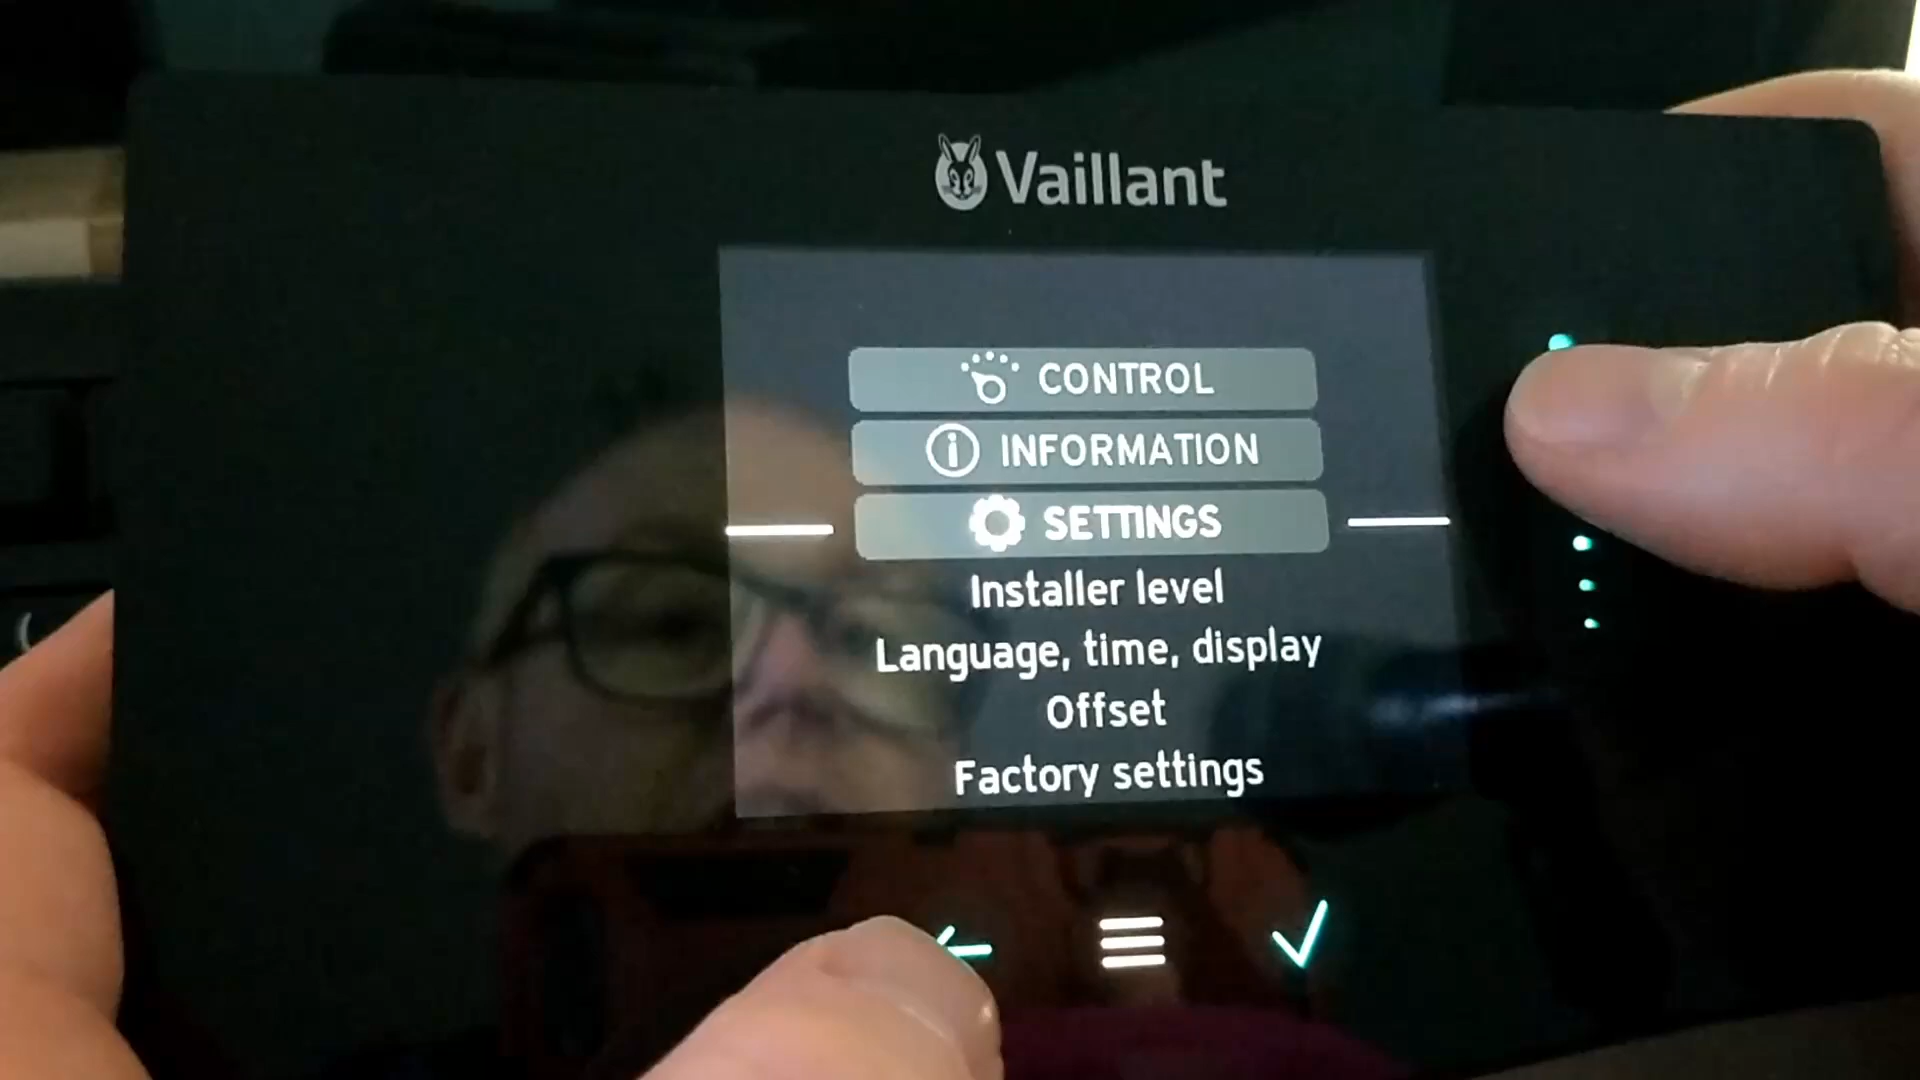 Vaillant
CONTROL
INFORMATION
SETTINGS
Installer level
Language, time, display
Offset
Factory settings